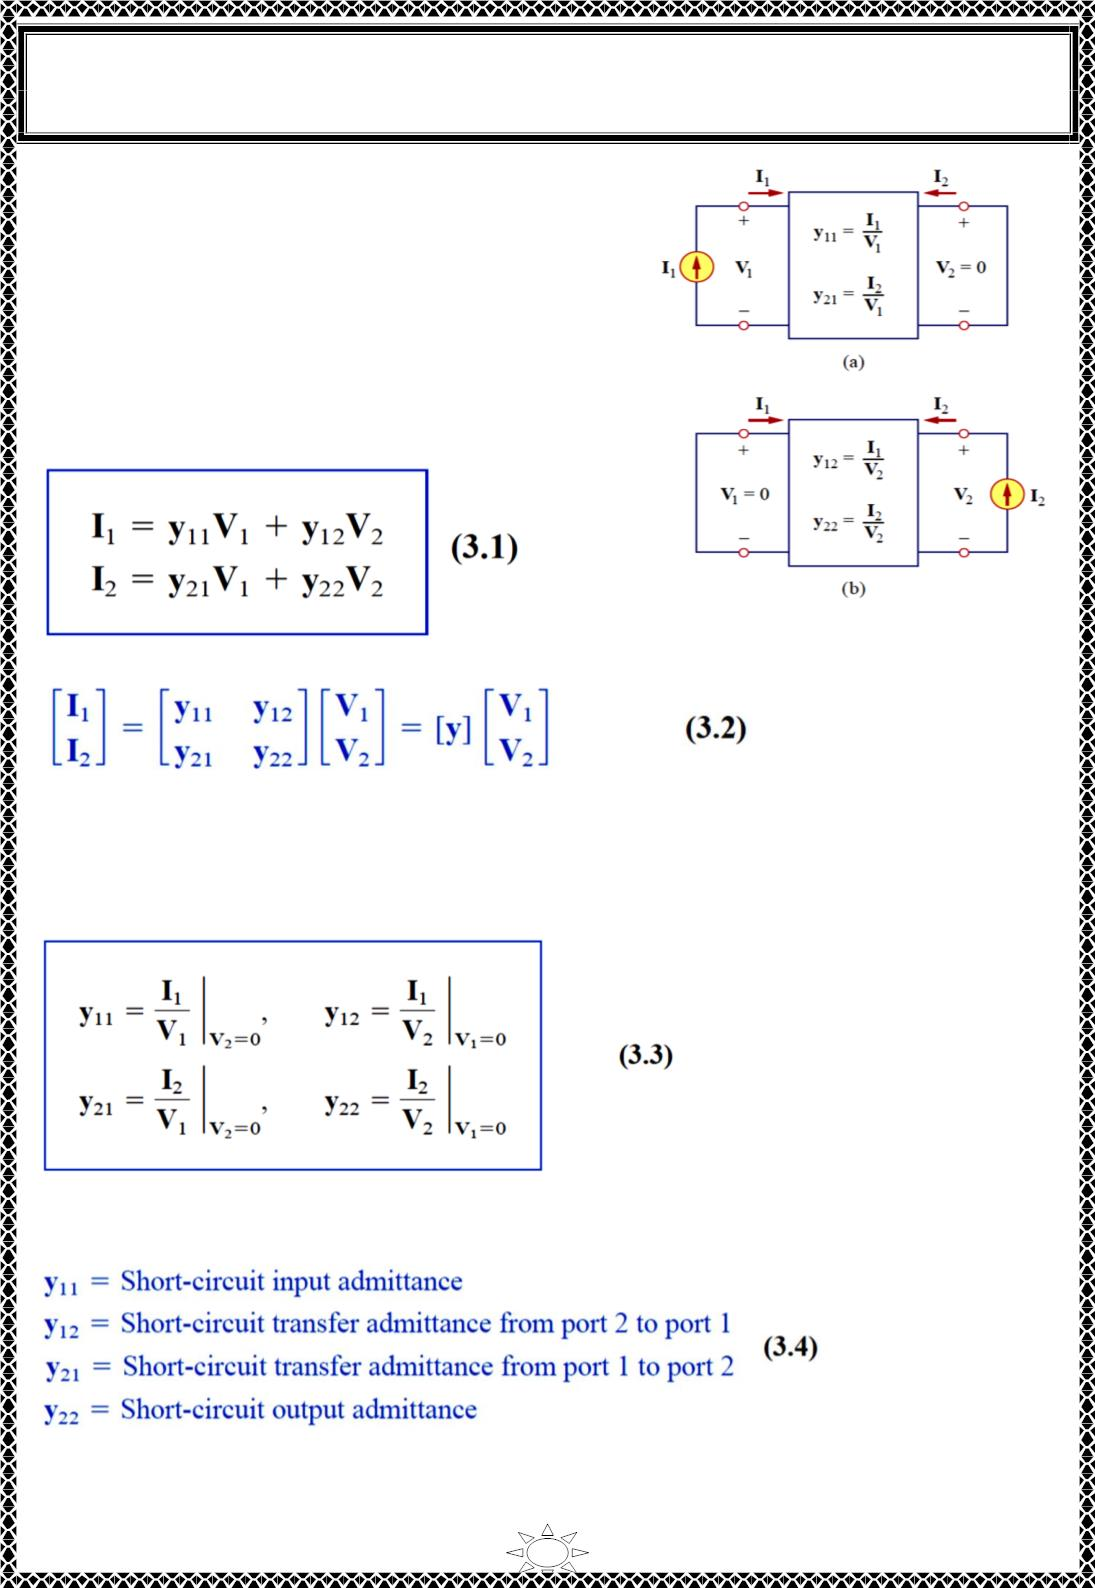 I₁ I₂
y₁₁ = I₁/V₁
+ +
I₁ V₁ V₂ = 0
y₂₁ = I₂/V₁
− −
(a)
I₁ I₂
y₁₂ = I₁/V₂
+ +
V₁ = 0 V₂ I₂
y₂₂ = I₂/V₂
− −
(b)
I₁ = y₁₁V₁ + y₁₂V₂
I₂ = y₂₁V₁ + y₂₂V₂
(3.1)
[I₁ I₂] = [y₁₁ y₁₂ y₂₁ y₂₂] [V₁ V₂] = [y] [V₁ V₂] (3.2)
y₁₁ = I₁/V₁ |V₂=0, y₁₂ = I₁/V₂ |V₁=0
y₂₁ = I₂/V₁ |V₂=0, y₂₂ = I₂/V₂ |V₁=0
(3.3)
y₁₁ = Short-circuit input admittance
y₁₂ = Short-circuit transfer admittance from port 2 to port 1
y₂₁ = Short-circuit transfer admittance from port 1 to port 2
y₂₂ = Short-circuit output admittance
(3.4)